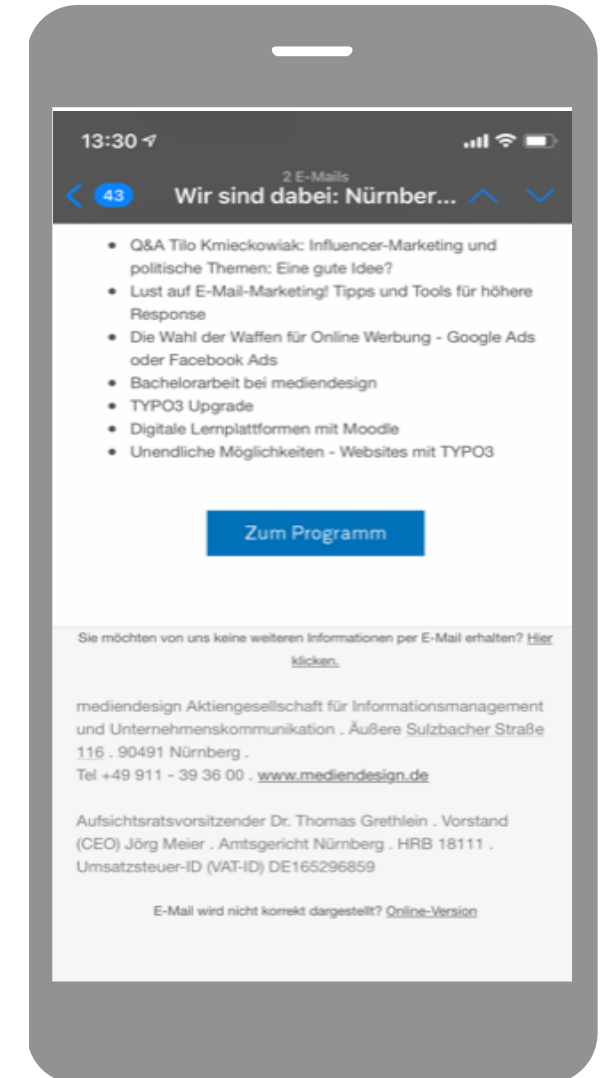 13:30
2 E-Mails
43 Wir sind dabei: Nürnber...
• Q&A Tilo Kmieckowiak: Influencer-Marketing und
politische Themen: Eine gute Idee?
• Lust auf E-Mail-Marketing! Tipps und Tools für höhere
Response
• Die Wahl der Waffen für Online Werbung - Google Ads
oder Facebook Ads
• Bachelorarbeit bei mediendesign
• TYPO3 Upgrade
• Digitale Lernplattformen mit Moodle
• Unendliche Möglichkeiten - Websites mit TYPO3
Zum Programm
Sie möchten von uns keine weiteren Informationen per E-Mail erhalten? Hier
klicken.
mediendesign Aktiengesellschaft für Informationsmanagement
und Unternehmenskommunikation . Äußere Sulzbacher Straße
116 . 90491 Nürnberg .
Tel +49 911 - 39 36 00 . www.mediendesign.de
Aufsichtsratsvorsitzender Dr. Thomas Grethlein . Vorstand
(CEO) Jörg Meier . Amtsgericht Nürnberg . HRB 18111 .
Umsatzsteuer-ID (VAT-ID) DE165296859
E-Mail wird nicht korrekt dargestellt? Online-Version